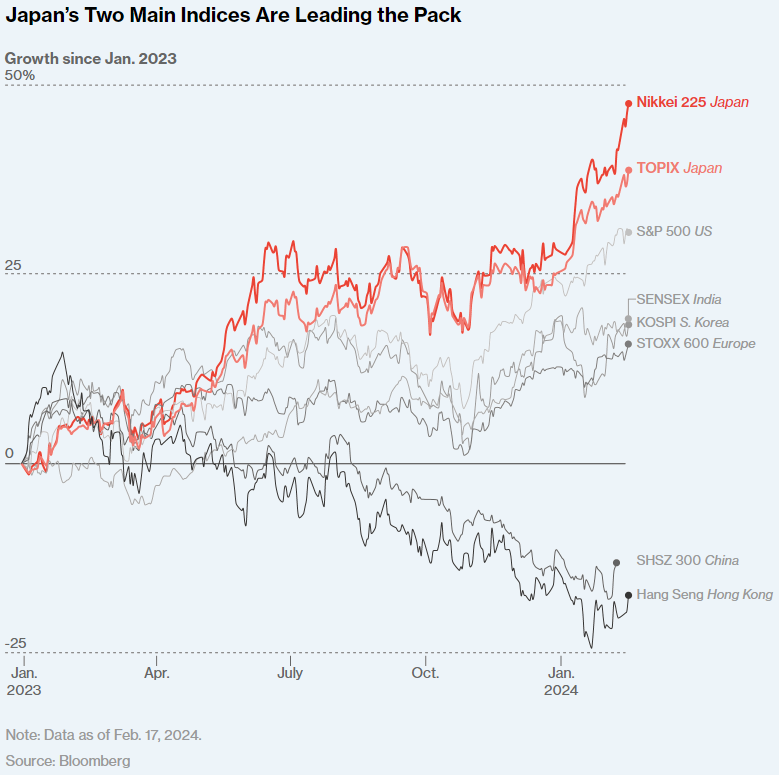 Japan's Two Main Indices Are Leading the Pack
Growth since Jan. 2023
50%
Nikkei 225 Japan
TOPIX Japan
S&P 500 US
25
SENSEX India
KOSPI S. Korea
STOXX 600 Europe
0
SHSZ 300 China
Hang Seng Hong Kong
-25
Jan. Apr. July Oct. Jan.
2023 2024
Note: Data as of Feb. 17, 2024.
Source: Bloomberg